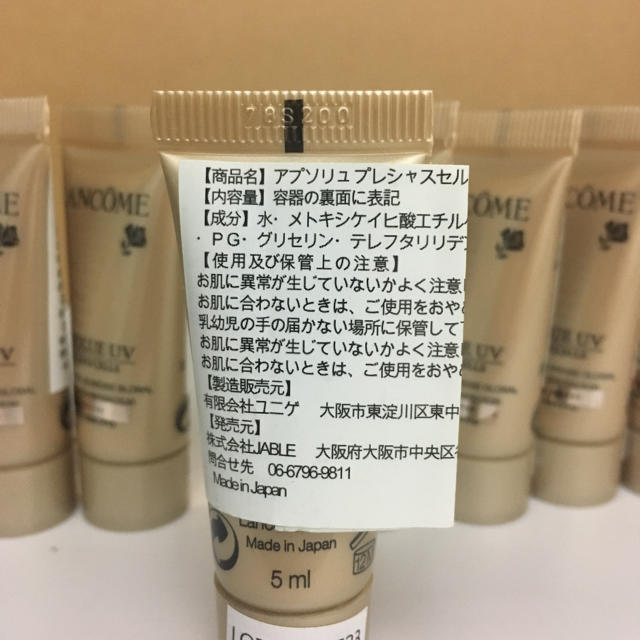 78S200
【商品名】アプソリュプレシャスセル
【内容量】容器の裏面に表記
【成分】水・メトキシケイヒ酸エチル
・ＰＧ・グリセリン・テレフタリリデ
【使用及び保管上の注意】
お肌に異常が生じていないかよく注意
お肌に合わないときは、ご使用をおや
乳幼児の手の届かない場所に保管して
お肌に異常が生じていないかよく注意
お肌に合わないときは、ご使用をおや
【製造販売元】
有限会社ユニゲ 大阪市東淀川区東中
【発売元】
株式会社JABLE 大阪府大阪市中央区
問合せ先 06-6796-9811
Made in Japan
Made in Japan
5 ml
12M
ANCÔME
UE UV
CÔME
UV